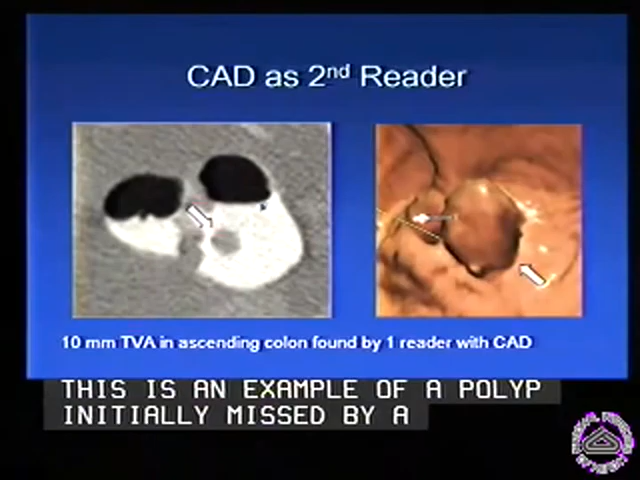 CAD as 2nd Reader
10 mm TVA in ascending colon found by 1 reader with CAD
THIS IS AN EXAMPLE OF A POLYP
INITIALLY MISSED BY A